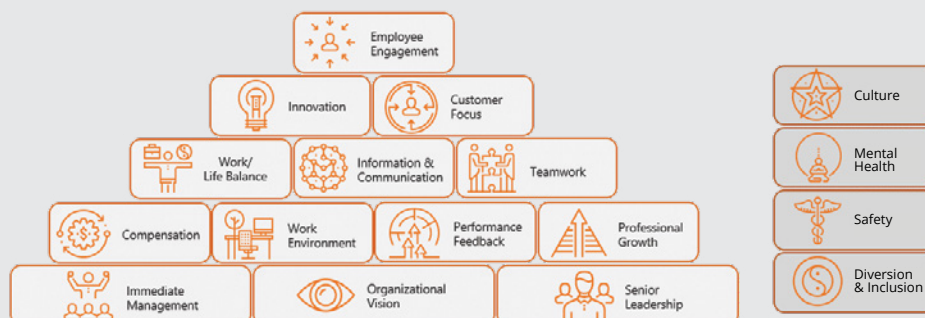 Employee
Engagement
Innovation
Customer
Focus
Work/
Life Balance
Information &
Communication
Teamwork
Compensation
Work
Environment
Performance
Feedback
Professional
Growth
Immediate
Management
Organizational
Vision
Senior
Leadership
Culture
Mental
Health
Safety
Diversion
& Inclusion